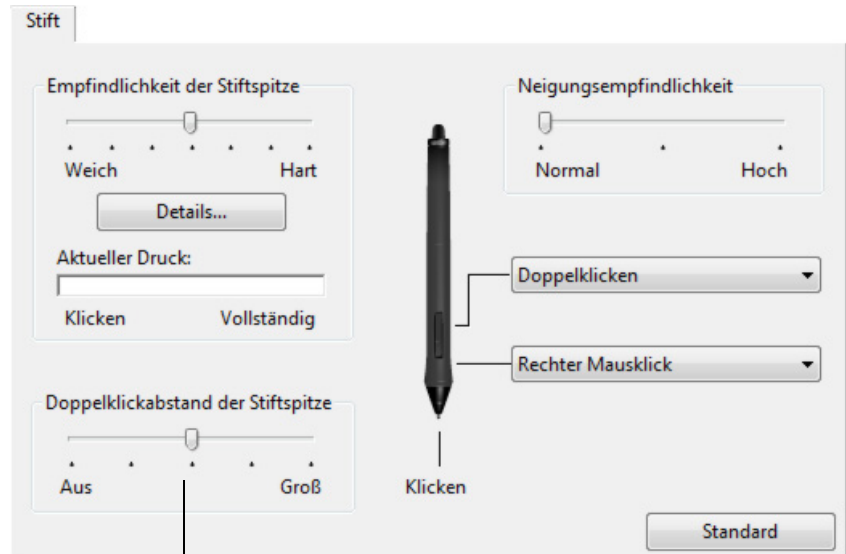 Stift
Empfindlichkeit der Stiftspitze
Weich Hart
Details...
Aktueller Druck:
Klicken Vollständig
Doppelklickabstand der Stiftspitze
Aus Groß
Neigungsempfindlichkeit
Normal Hoch
Doppelklicken
Rechter Mausklick
Klicken
Standard